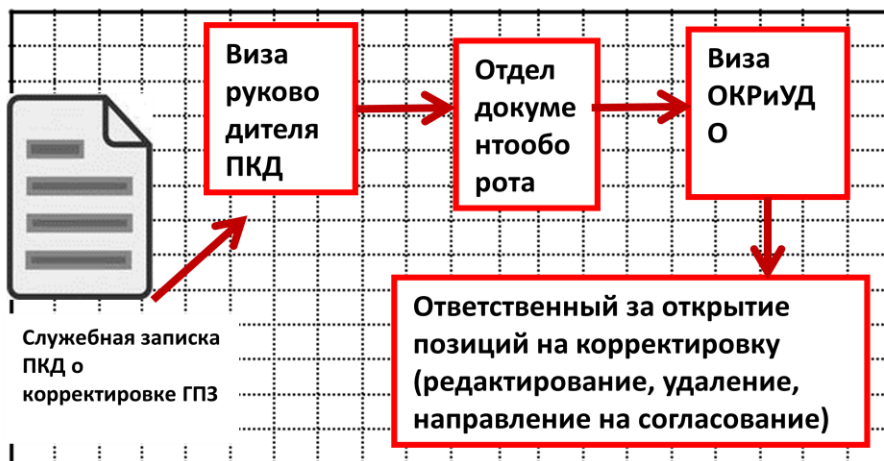 Виза
руково
дителя
ПКД
Отдел
докуме
нтообо
рота
Виза
ОКРиУД
О
Служебная записка
ПКД о
корректировке ГПЗ
Ответственный за открытие
позиций на корректировку
(редактирование, удаление,
направление на согласование)